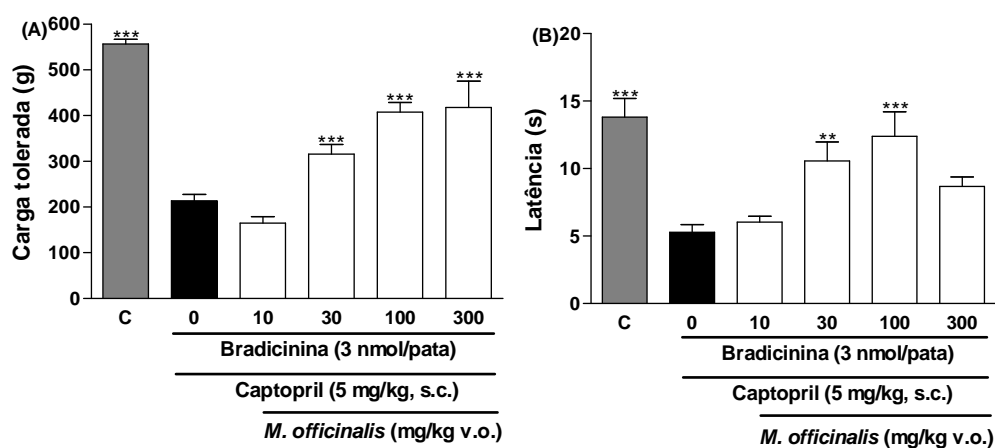 (A)
Carga tolerada (g)
600
500
400
300
200
100
0
***
***
***
***
C 0 10 30 100 300
Bradicinina (3 nmol/pata)
Captopril (5 mg/kg, s.c.)
M. officinalis (mg/kg v.o.)
(B)
Latência (s)
20
15
10
5
0
***
**
***
C 0 10 30 100 300
Bradicinina (3 nmol/pata)
Captopril (5 mg/kg, s.c.)
M. officinalis (mg/kg v.o.)